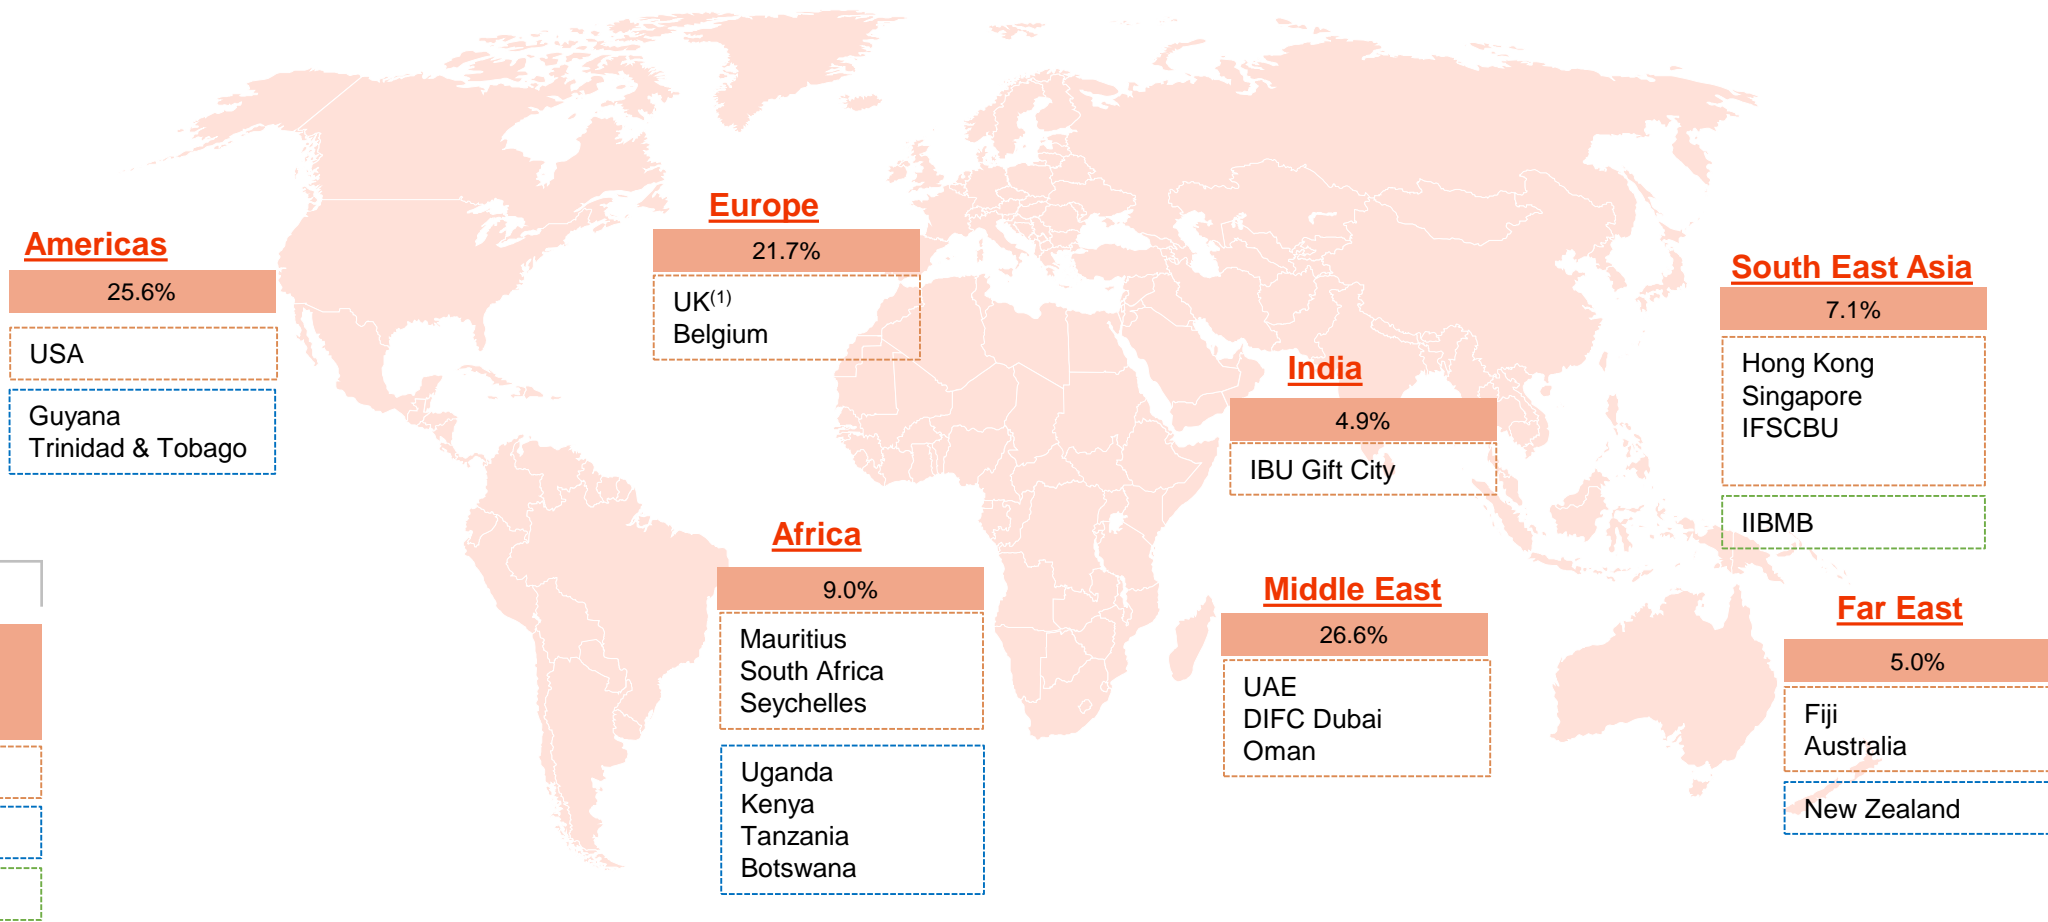 Americas
25.6%
USA
Guyana
Trinidad & Tobago
Europe
21.7%
UK(1)
Belgium
Africa
9.0%
Mauritius
South Africa
Seychelles
Uganda
Kenya
Tanzania
Botswana
India
4.9%
IBU Gift City
Middle East
26.6%
UAE
DIFC Dubai
Oman
South East Asia
7.1%
Hong Kong
Singapore
IFSCBU
IIBMB
Far East
5.0%
Fiji
Australia
New Zealand